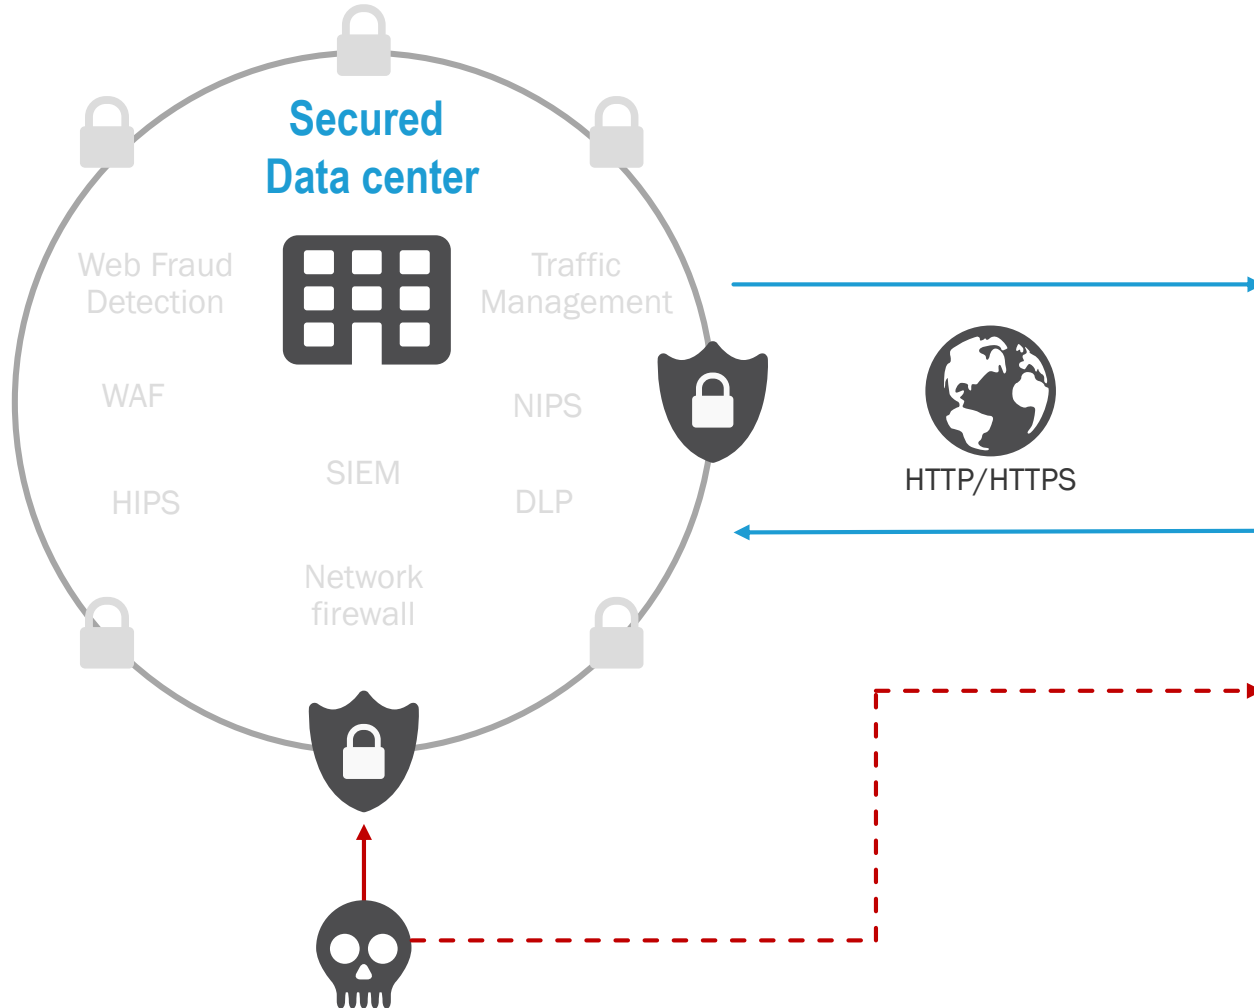 Secured
Data center
Web Fraud
Detection
Traffic
Management
WAF
NIPS
SIEM
HIPS
DLP
Network
firewall
HTTP/HTTPS